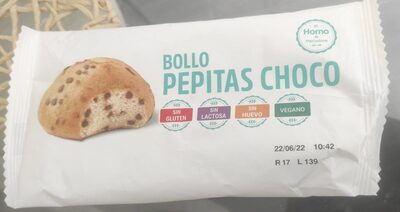 Horno
BOLLO
PEPITAS CHOCO
SIN
GLUTEN
SIN
LACTOSA
SIN
HUEVO
VEGANO
22/06/22 10:42
R 17 L 139